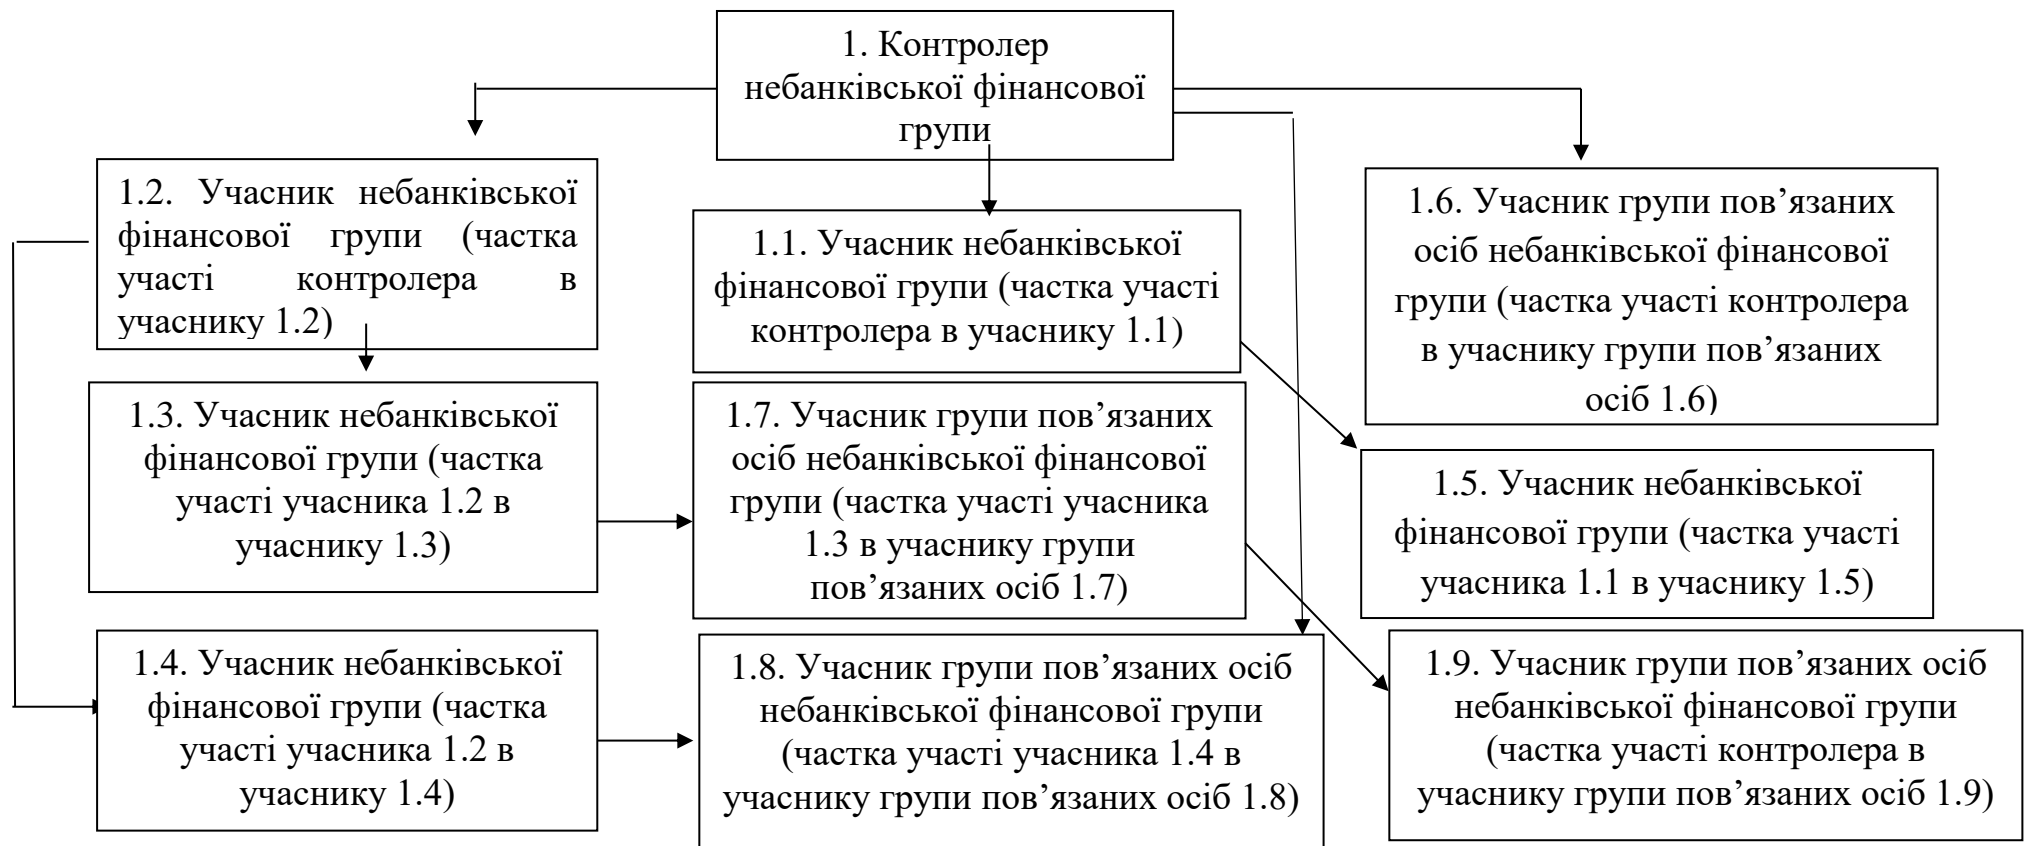 1. Контролер
небанківської фінансової
групи
1.2. Учасник небанківської
фінансової групи (частка
участі контролера в
учаснику 1.2)
1.1. Учасник небанківської
фінансової групи (частка участі
контролера в учаснику 1.1)
1.6. Учасник групи пов’язаних
осіб небанківської фінансової
групи (частка участі контролера
в учаснику групи пов’язаних
осіб 1.6)
1.3. Учасник небанківської
фінансової групи (частка
участі учасника 1.2 в
учаснику 1.3)
1.7. Учасник групи пов’язаних
осіб небанківської фінансової
групи (частка участі учасника
1.3 в учаснику групи
пов’язаних осіб 1.7)
1.5. Учасник небанківської
фінансової групи (частка участі
учасника 1.1 в учаснику 1.5)
1.4. Учасник небанківської
фінансової групи (частка
участі учасника 1.2 в
учаснику 1.4)
1.8. Учасник групи пов’язаних осіб
небанківської фінансової групи
(частка участі учасника 1.4 в
учаснику групи пов’язаних осіб 1.8)
1.9. Учасник групи пов’язаних осіб
небанківської фінансової групи
(частка участі контролера в
учаснику групи пов’язаних осіб 1.9)